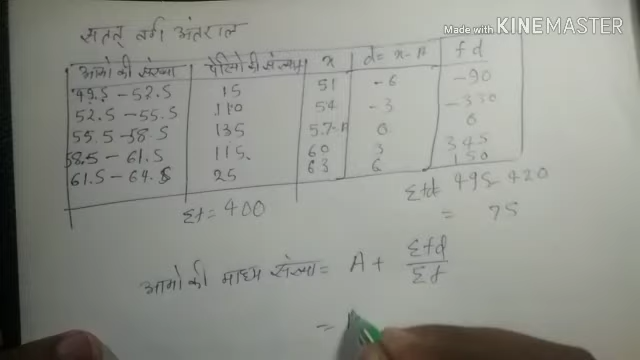 Made with KINEMASTER
सतत् वर्ग अंतराल
आमो की संख्या पेटियो की संख्या x d= x - A fd
49.5 - 52.5 15 51 -6 -90
52.5 - 55.5 110 54 -3 -330
55.5 - 58.5 135 57-A 0 0
58.5 - 61.5 115 60 3 345
61.5 - 64.5 25 63 6 150
Σf = 400 Σfd 495-420
= 75
आमो की माध्य संख्या = A + Σfd/Σf
=